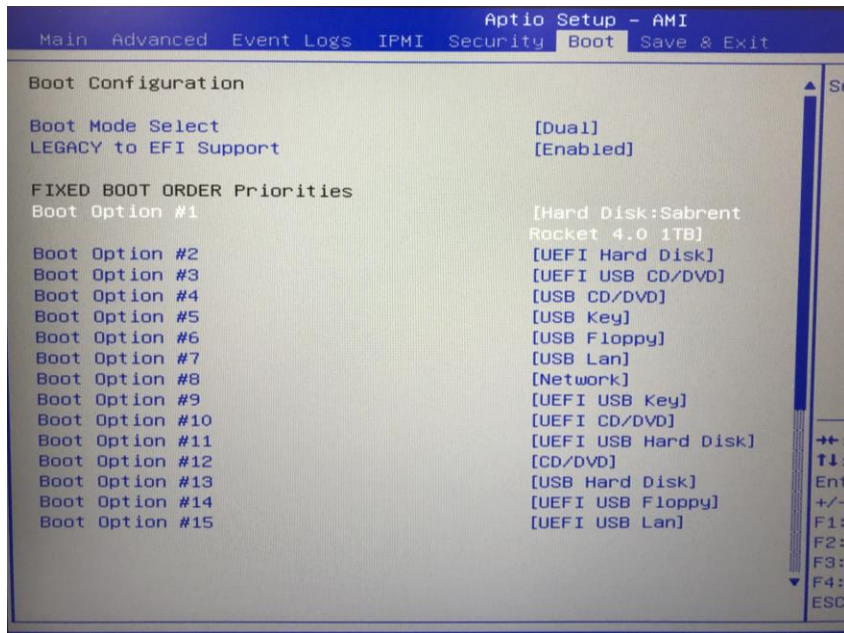 Aptio Setup - AMI
Main Advanced Event Logs IPMI Security Boot Save & Exit
Boot Configuration
Boot Mode Select [Dual]
LEGACY to EFI Support [Enabled]
FIXED BOOT ORDER Priorities
Boot Option #1 [Hard Disk:Sabrent
Rocket 4.0 1TB]
Boot Option #2 [UEFI Hard Disk]
Boot Option #3 [UEFI USB CD/DVD]
Boot Option #4 [USB CD/DVD]
Boot Option #5 [USB Key]
Boot Option #6 [USB Floppy]
Boot Option #7 [USB Lan]
Boot Option #8 [Network]
Boot Option #9 [UEFI USB Key]
Boot Option #10 [UEFI CD/DVD]
Boot Option #11 [UEFI USB Hard Disk]
Boot Option #12 [CD/DVD]
Boot Option #13 [USB Hard Disk]
Boot Option #14 [UEFI USB Floppy]
Boot Option #15 [UEFI USB Lan]
→←:
↑↓:
Ent
+/-
F1:
F2:
F3:
F4:
ESC